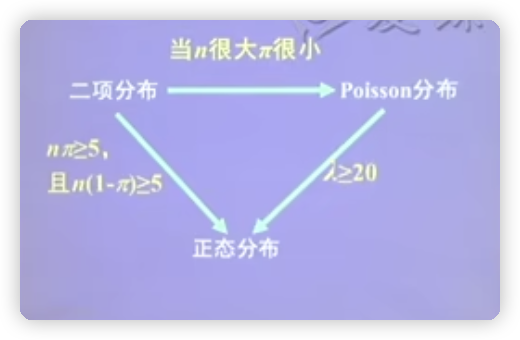 当n很大π很小
二项分布
Poisson分布
nπ≥5，
且n(1-π)≥5
λ≥20
正态分布